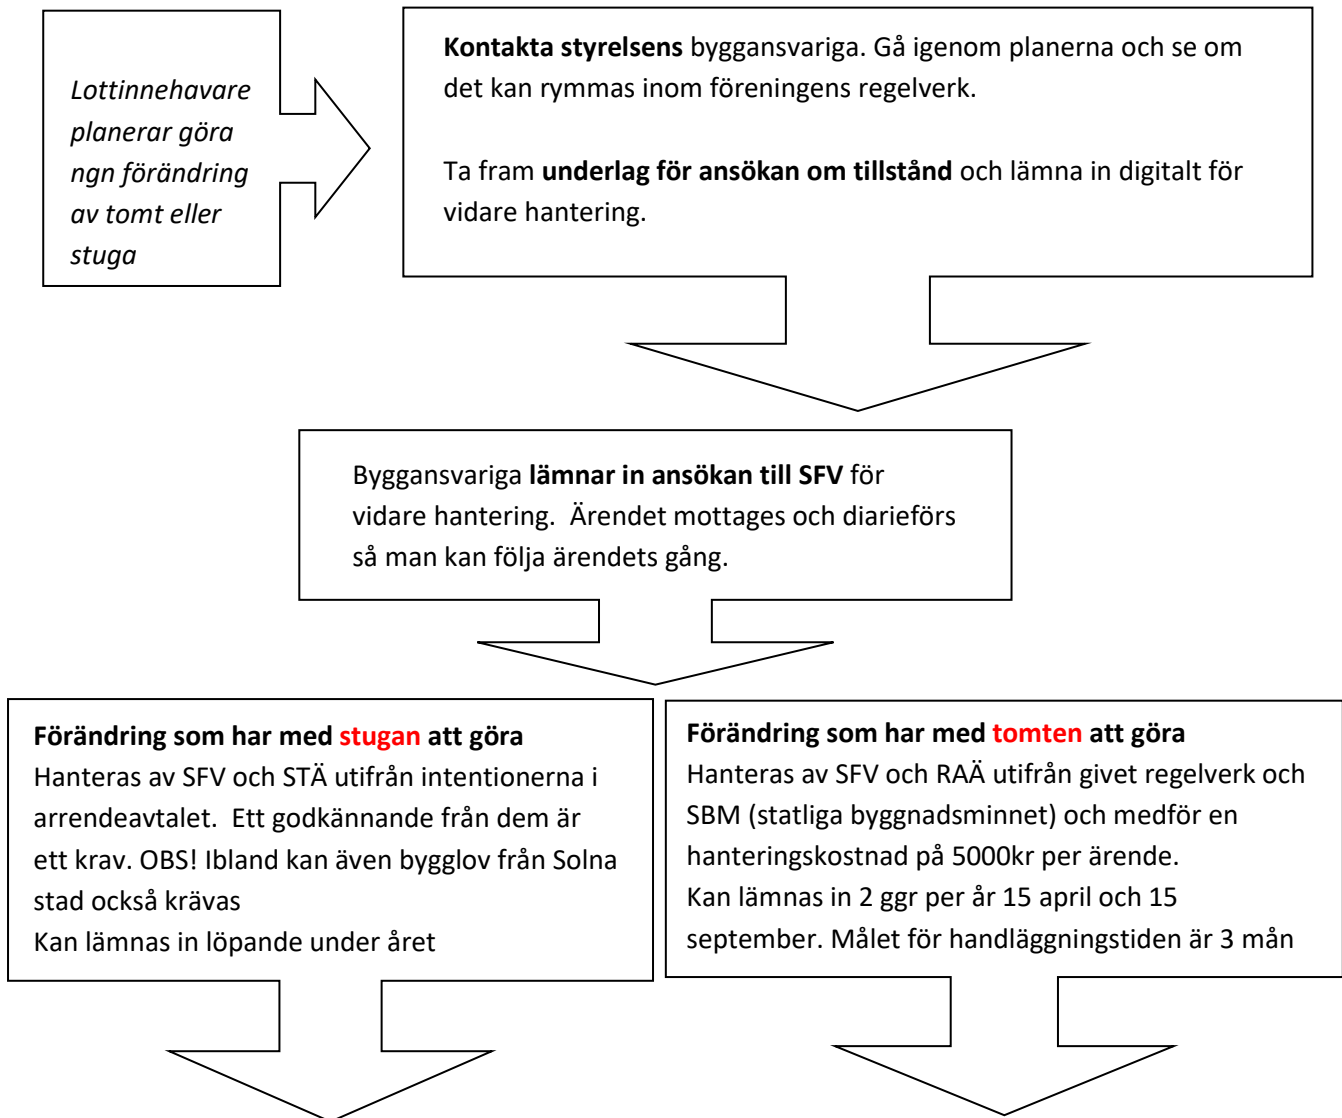 Lottinnehavare
planerar göra
ngn förändring
av tomt eller
stuga
Kontakta styrelsens byggansvariga. Gå igenom planerna och se om
det kan rymmas inom föreningens regelverk.
Ta fram underlag för ansökan om tillstånd och lämna in digitalt för
vidare hantering.
Byggansvariga lämnar in ansökan till SFV för
vidare hantering.  Ärendet mottages och diarieförs
så man kan följa ärendets gång.
Förändring som har med stugan att göra
Hanteras av SFV och STÄ utifrån intentionerna i
arrendeavtalet.  Ett godkännande från dem är
ett krav. OBS! Ibland kan även bygglov från Solna
stad också krävas
Kan lämnas in löpande under året
Förändring som har med tomten att göra
Hanteras av SFV och RAÄ utifrån givet regelverk och
SBM (statliga byggnadsminnet) och medför en
hanteringskostnad på 5000kr per ärende.
Kan lämnas in 2 ggr per år 15 april och 15
september. Målet för handläggningstiden är 3 mån